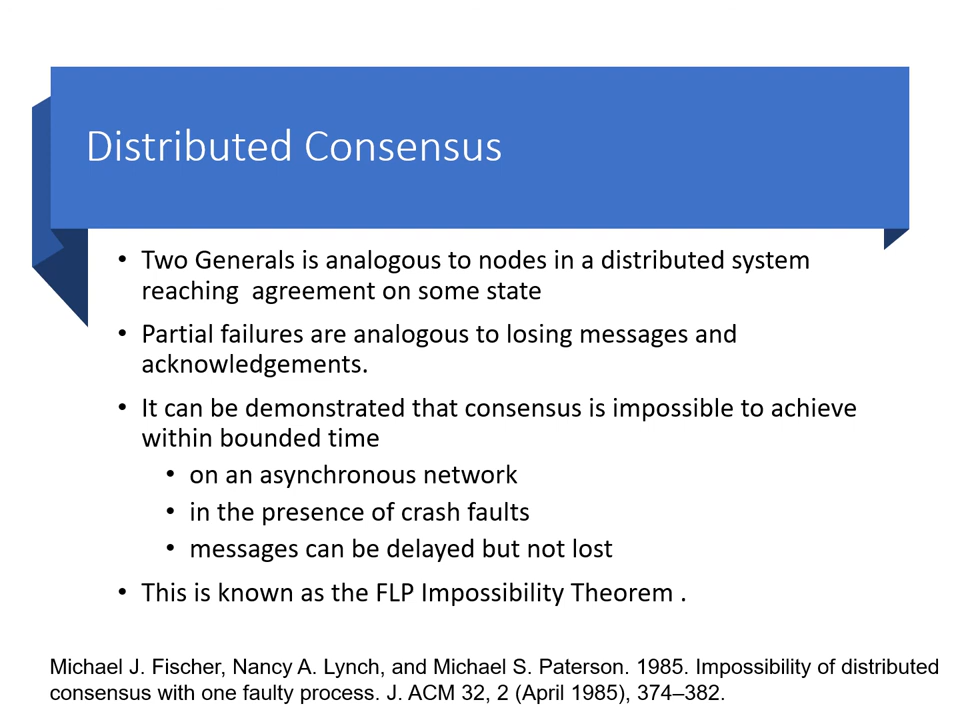 Distributed Consensus
• Two Generals is analogous to nodes in a distributed system
reaching  agreement on some state
• Partial failures are analogous to losing messages and
acknowledgements.
• It can be demonstrated that consensus is impossible to achieve
within bounded time
• on an asynchronous network
• in the presence of crash faults
• messages can be delayed but not lost
• This is known as the FLP Impossibility Theorem .
Michael J. Fischer, Nancy A. Lynch, and Michael S. Paterson. 1985. Impossibility of distributed
consensus with one faulty process. J. ACM 32, 2 (April 1985), 374–382.